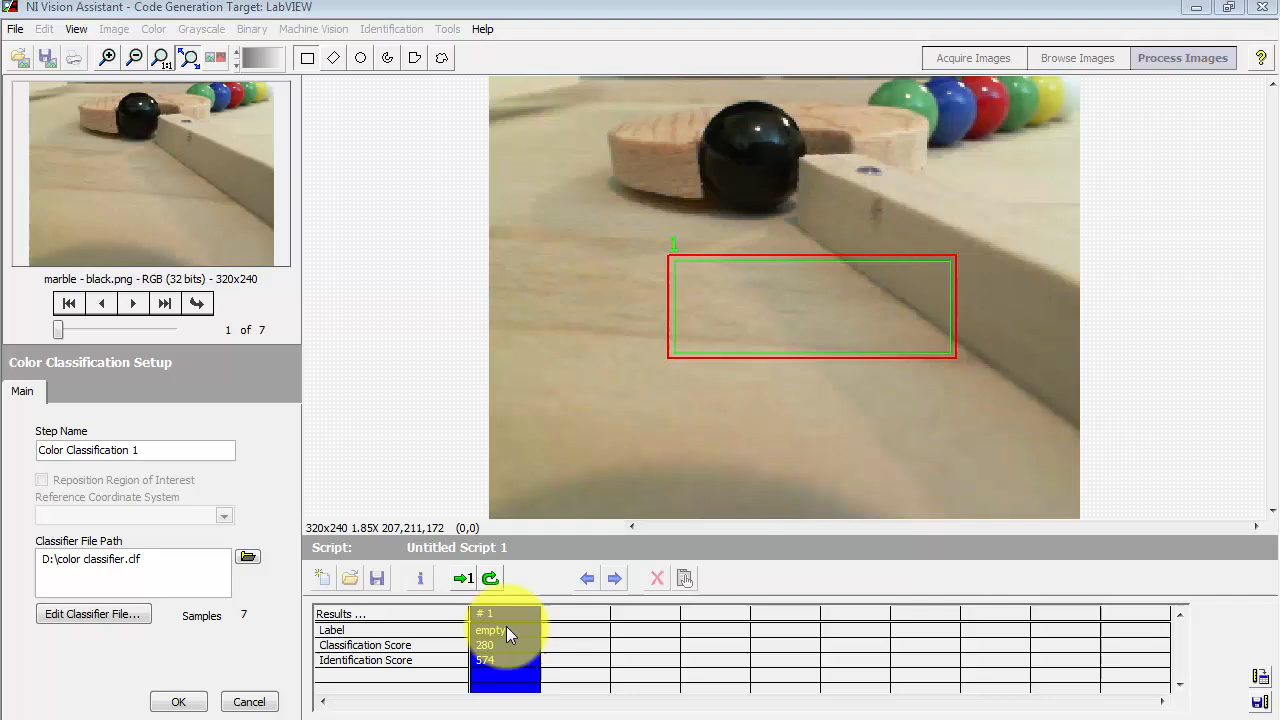 NI Vision Assistant - Code Generation Target: LabVIEW
File Edit View Image Color Grayscale Binary Machine Vision Identification Tools Help
1:1
Acquire Images Browse Images Process Images
?
1
marble - black.png - RGB (32 bits) - 320x240
1 of 7
Color Classification Setup
Main
Step Name
Color Classification 1
Reposition Region of Interest
Reference Coordinate System
Classifier File Path
D:\color classifier.clf
Edit Classifier File... Samples 7
OK Cancel
320x240 1.85X 207,211,172 (0,0)
Script: Untitled Script 1
i 1
Results ... # 1
Label empty
Classification Score 280
Identification Score 574